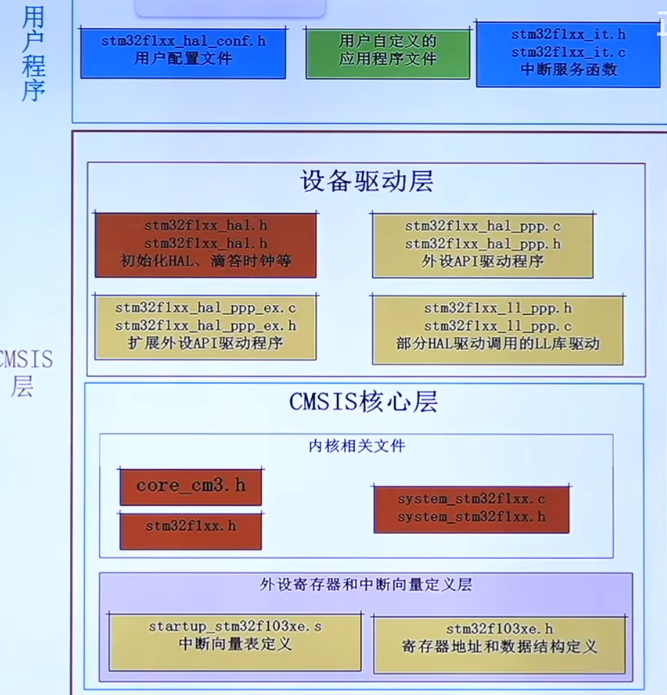 用户程序
stm32f1xx_hal_conf.h
用户配置文件
用户自定义的
应用程序文件
stm32f1xx_it.h
stm32f1xx_it.c
中断服务函数
CMSIS
层
设备驱动层
stm32f1xx_hal.h
stm32f1xx_hal.h
初始化HAL、滴答时钟等
stm32f1xx_hal_ppp.c
stm32f1xx_hal_ppp.h
外设API驱动程序
stm32f1xx_hal_ppp_ex.c
stm32f1xx_hal_ppp_ex.h
扩展外设API驱动程序
stm32f1xx_ll_ppp.h
stm32f1xx_ll_ppp.c
部分HAL驱动调用的LL库驱动
CMSIS核心层
内核相关文件
core_cm3.h
stm32f1xx.h
system_stm32f1xx.c
system_stm32f1xx.h
外设寄存器和中断向量定义层
startup_stm32f103xe.s
中断向量表定义
stm32f103xe.h
寄存器地址和数据结构定义